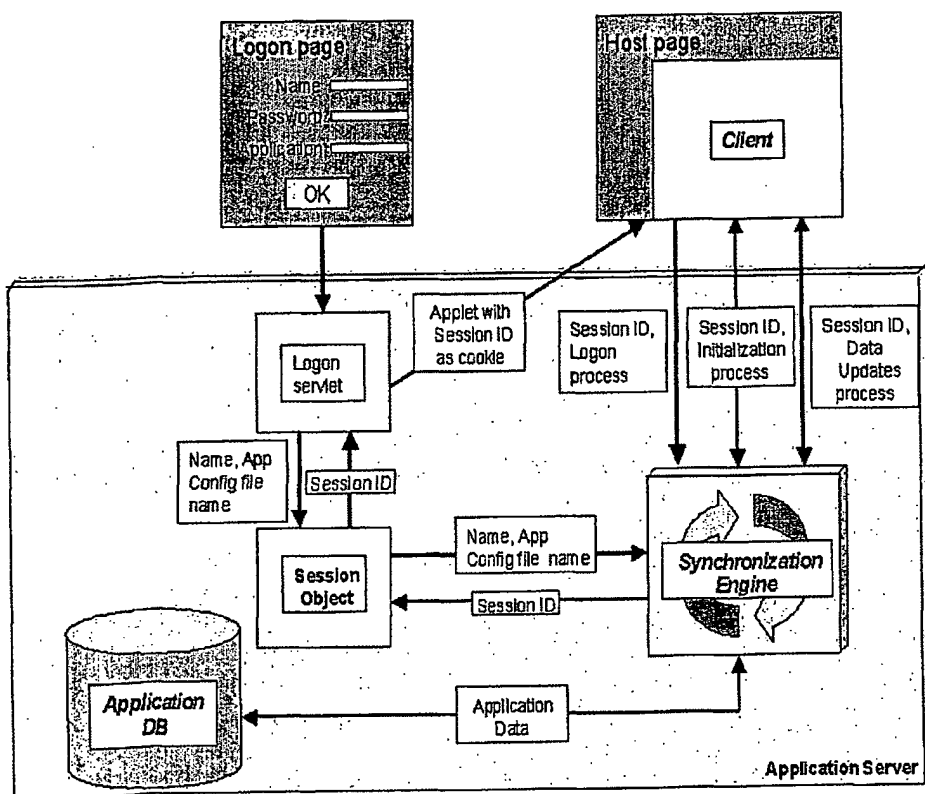 Logon page
Name
Password
Application
OK
Host page
Client
Applet with
Session ID
as cookie
Session ID,
Logon
process
Session ID,
Initialization
process
Session ID,
Data
Updates
process
Logon
servlet
Name, App
Config file
name
Session ID
Session
Object
Name, App
Config file name
Session ID
Synchronization
Engine
Application
DB
Application
Data
Application Server